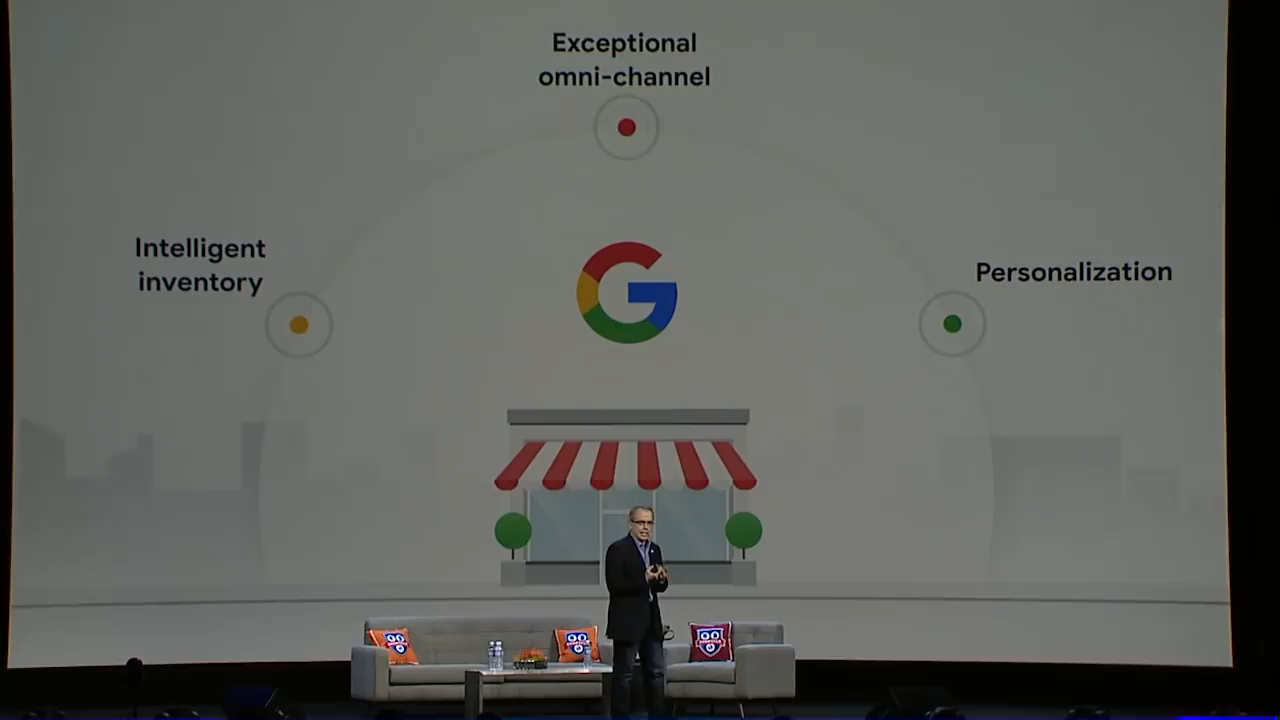 Exceptional
omni-channel
Intelligent
inventory
Personalization